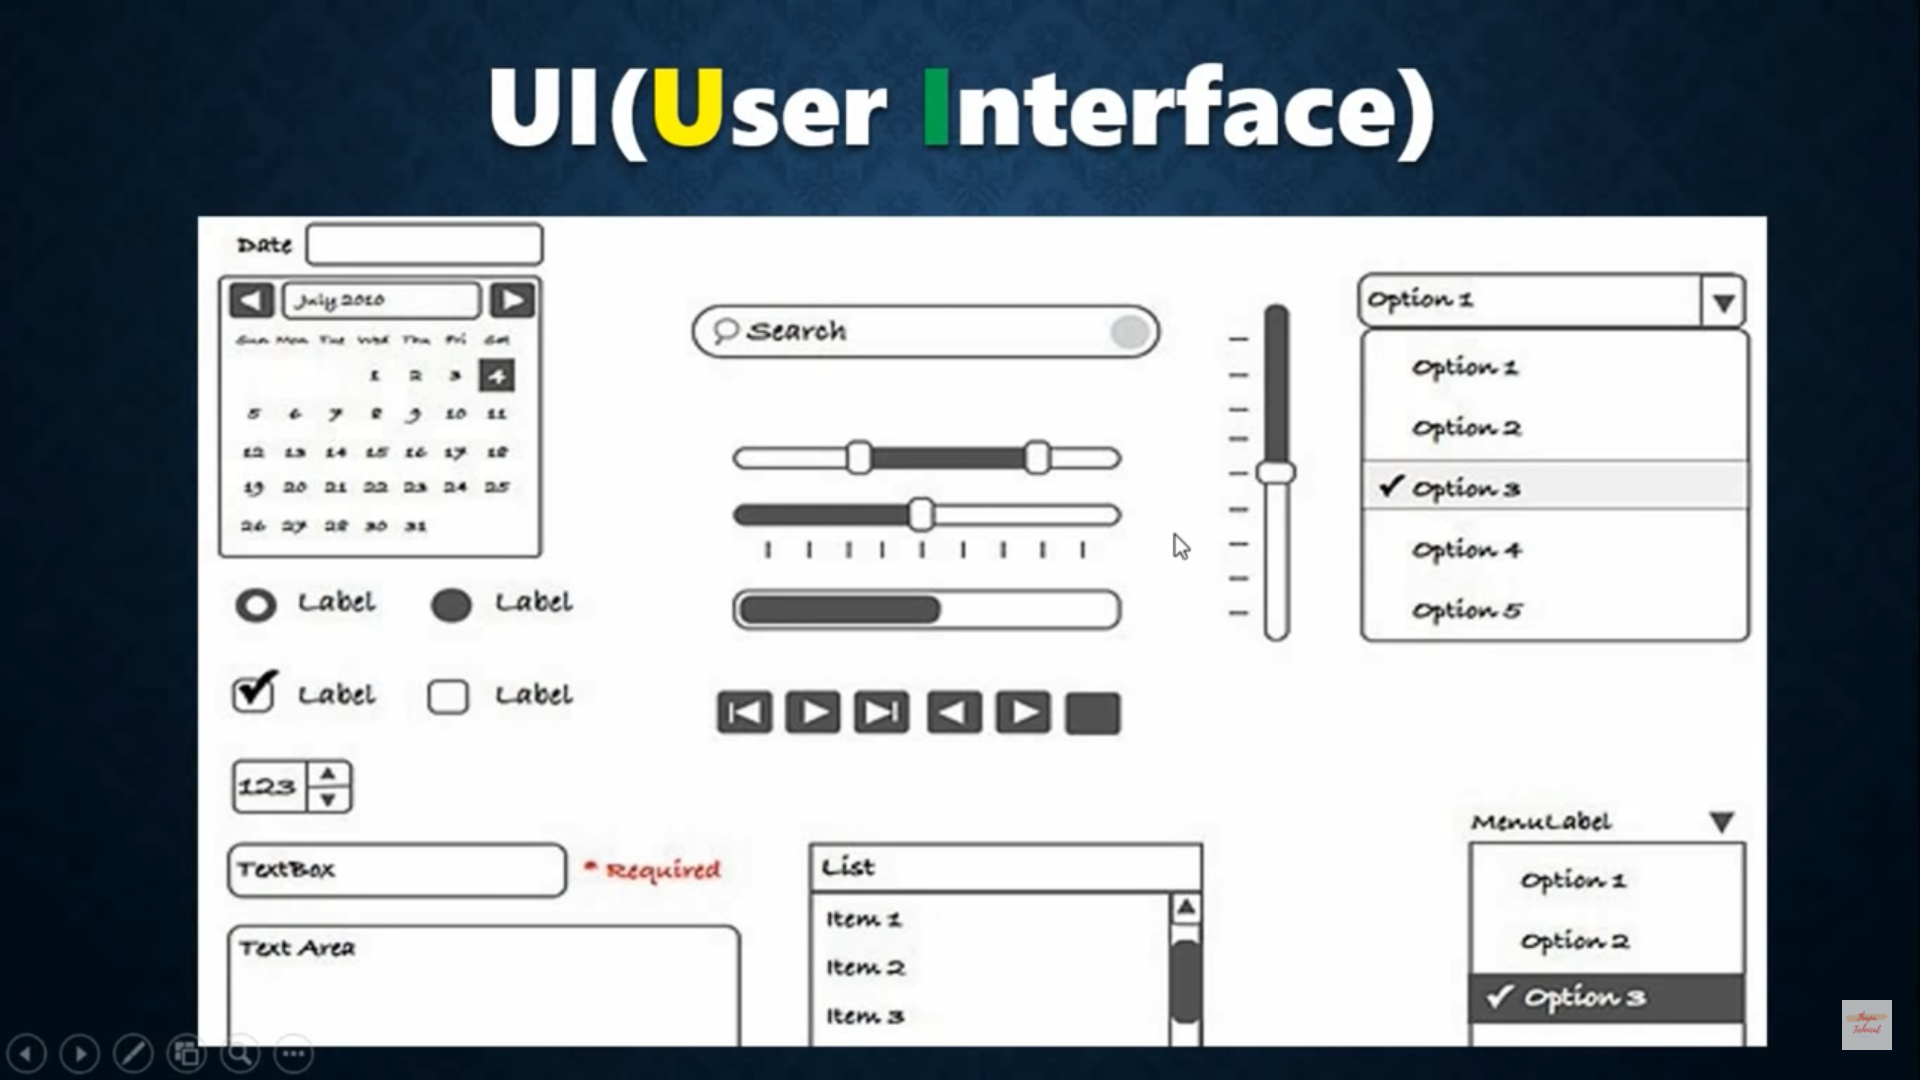 UI(User Interface)
Date
July 2010
Sun Mon Tue Wed Thu Fri Sat
1 2 3 4
5 6 7 8 9 10 11
12 13 14 15 16 17 18
19 20 21 22 23 24 25
26 27 28 29 30 31
Label Label
Label Label
123
TextBox * Required
Text Area
Search
List
Item 1
Item 2
Item 3
Option 1
Option 1
Option 2
Option 3
Option 4
Option 5
MenuLabel
Option 1
Option 2
Option 3